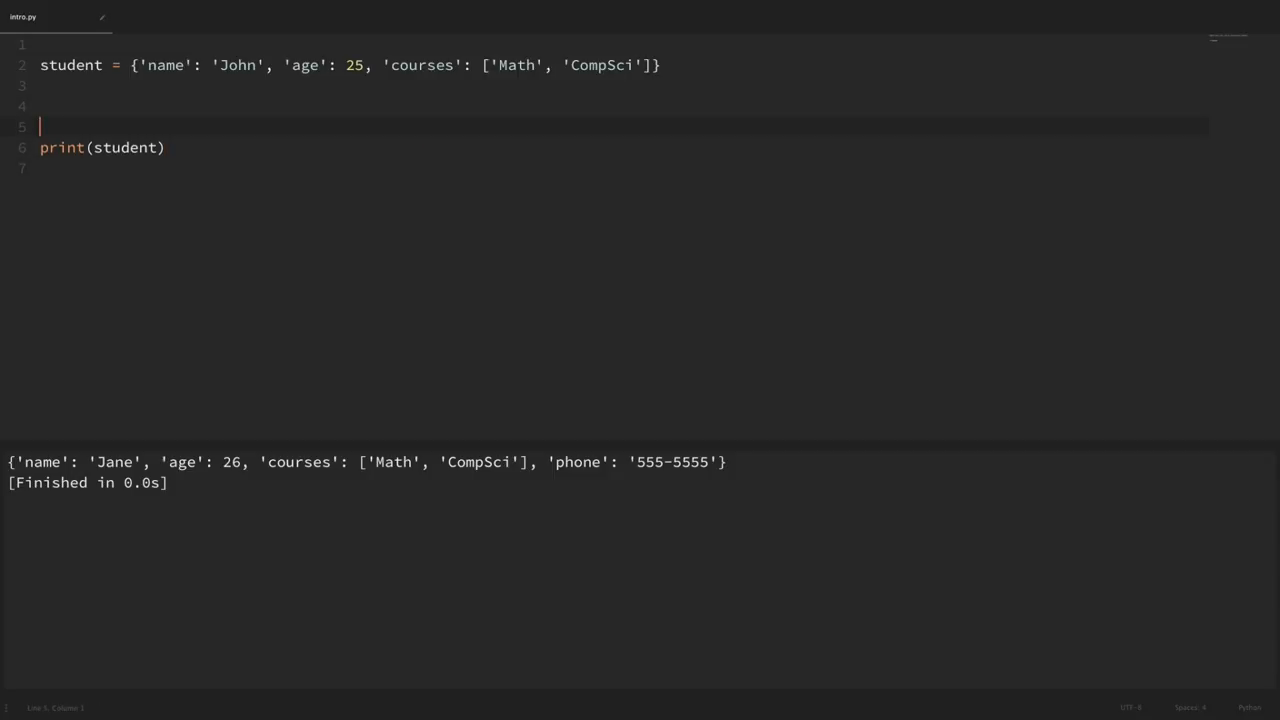 intro.py
1
2 student = {'name': 'John', 'age': 25, 'courses': ['Math', 'CompSci']}
3
4
5
6 print(student)
7
{'name': 'Jane', 'age': 26, 'courses': ['Math', 'CompSci'], 'phone': '555-5555'}
[Finished in 0.0s]
Line 5, Column 1 UTF-8 Spaces: 4 Python